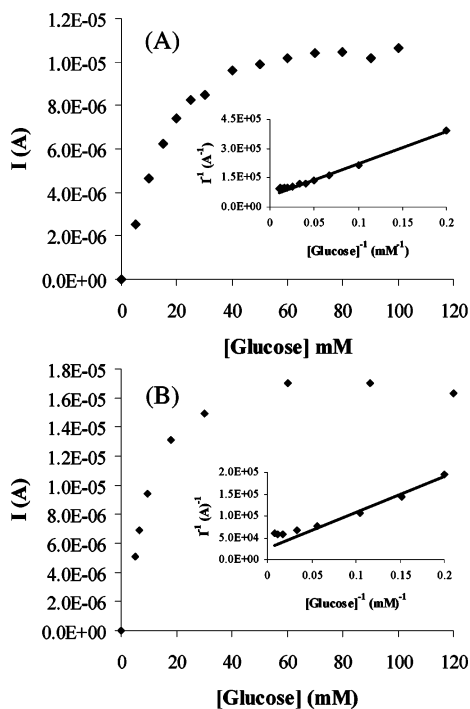 (A)
I (A)
1.2E-05
1.0E-05
8.0E-06
6.0E-06
4.0E-06
2.0E-06
0.0E+00
0 20 40 60 80 100 120
[Glucose] mM
I⁻¹ (A⁻¹)
4.5E+05
3.0E+05
1.5E+05
0.0E+00
0 0.05 0.1 0.15 0.2
[Glucose]⁻¹ (mM⁻¹)
(B)
I (A)
1.8E-05
1.6E-05
1.4E-05
1.2E-05
1.0E-05
8.0E-06
6.0E-06
4.0E-06
2.0E-06
0.0E+00
0 20 40 60 80 100 120
[Glucose] (mM)
I⁻¹ (A)⁻¹
2.0E+05
1.5E+05
1.0E+05
5.0E+04
0.0E+00
0 0.05 0.1 0.15 0.2
[Glucose]⁻¹ (mM)⁻¹